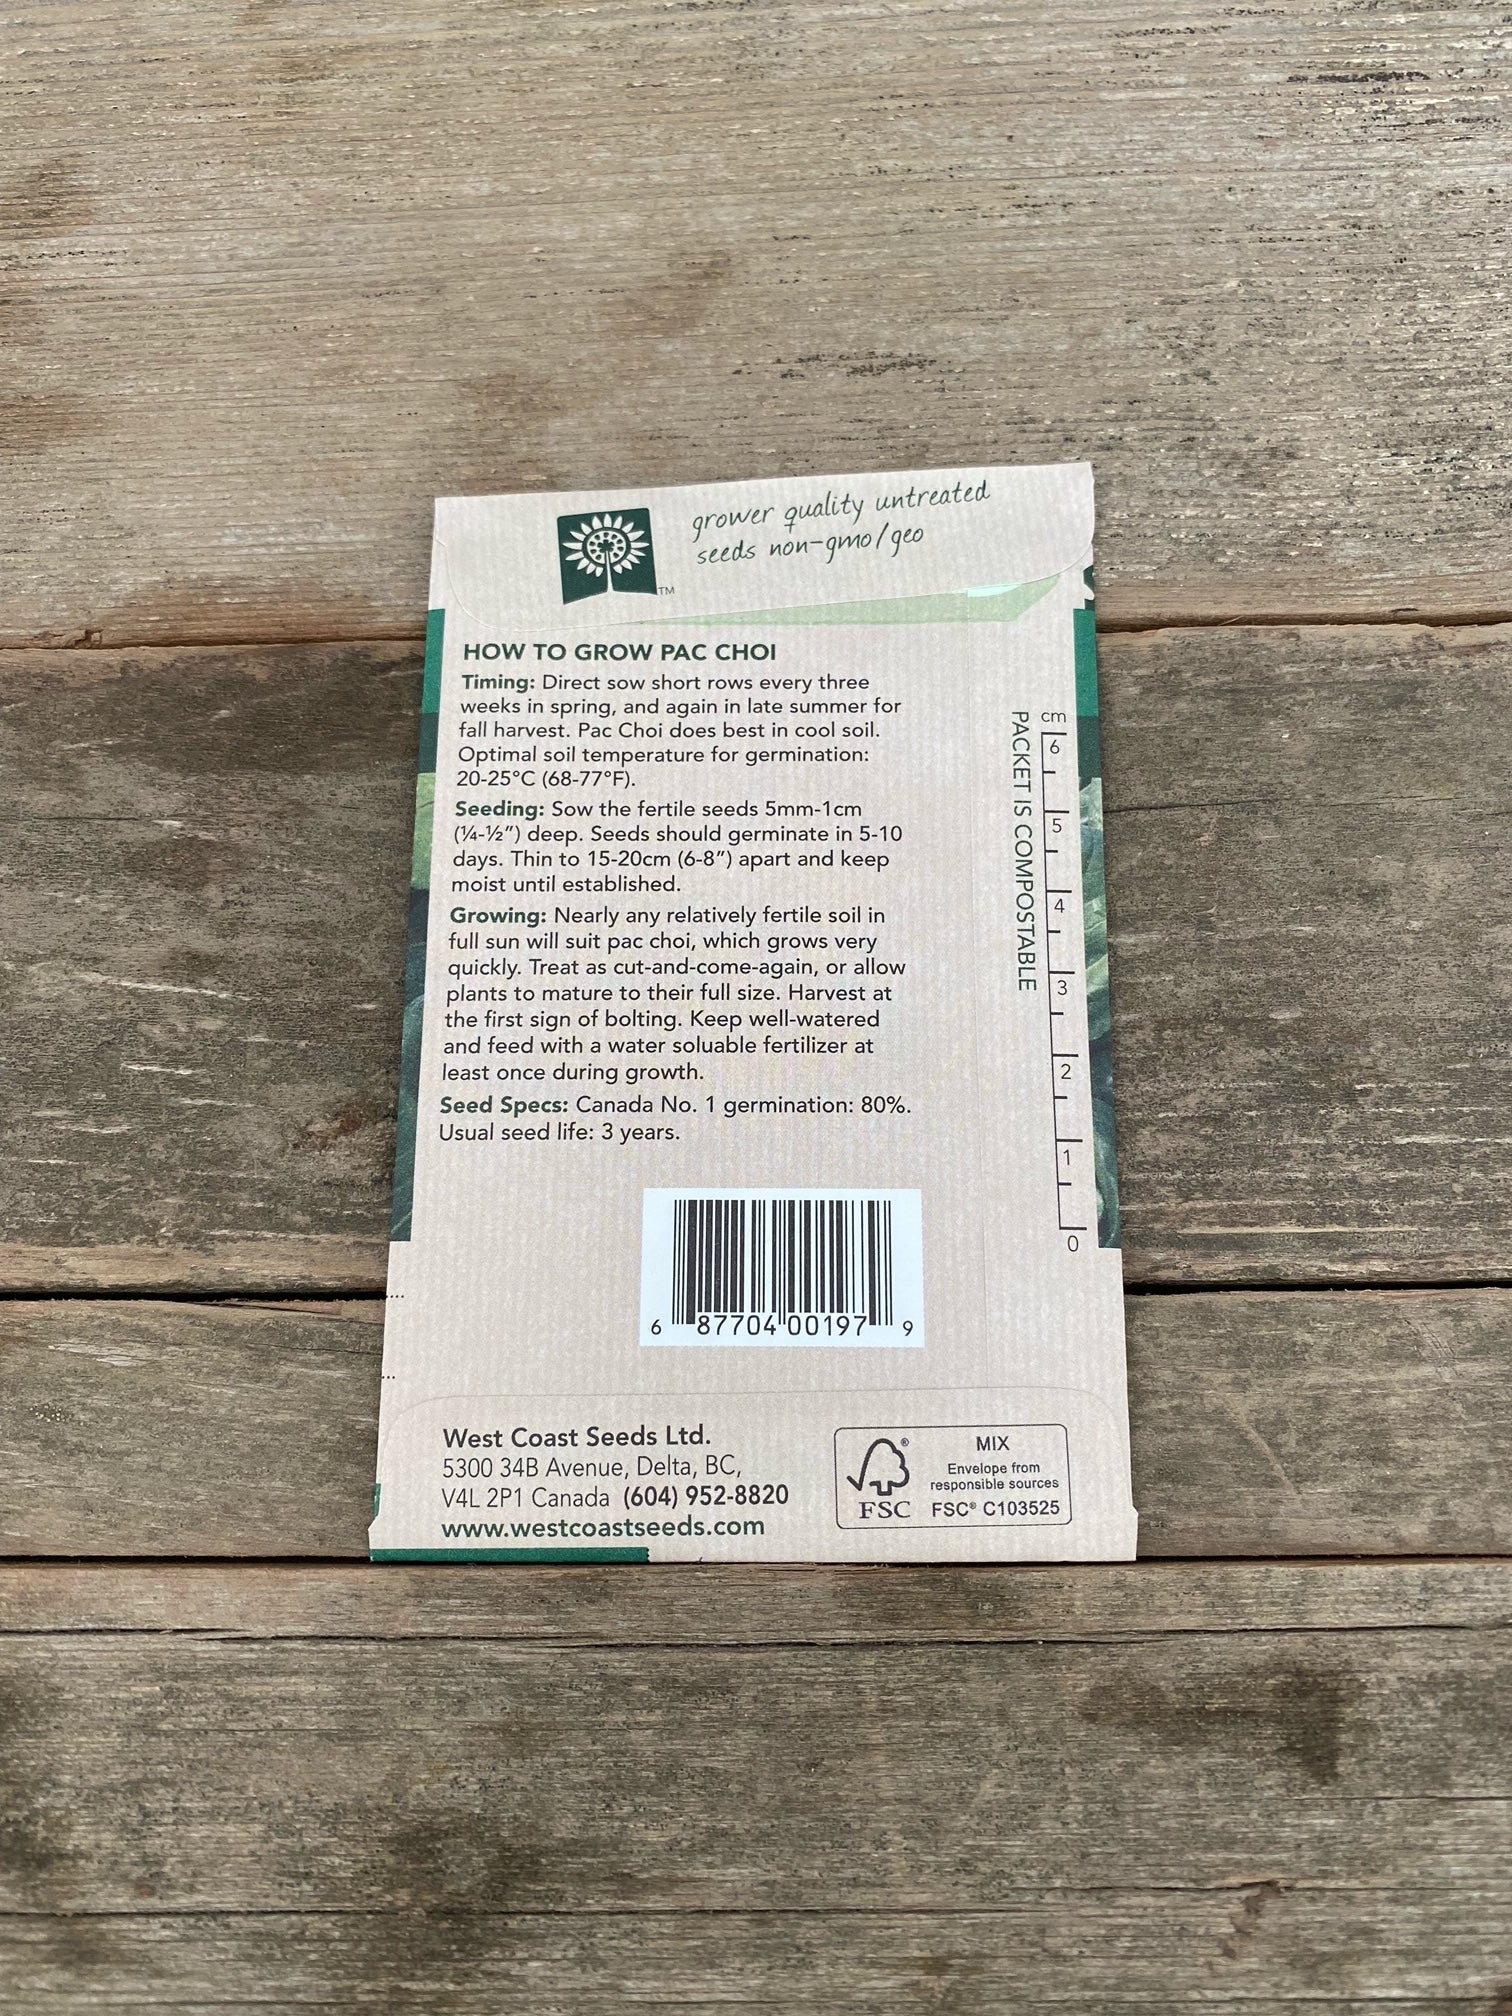 grower quality untreated
seeds non-gmo/geo
TM
HOW TO GROW PAC CHOI
Timing: Direct sow short rows every three
weeks in spring, and again in late summer for
fall harvest. Pac Choi does best in cool soil.
Optimal soil temperature for germination:
20-25°C (68-77°F).
Seeding: Sow the fertile seeds 5mm-1cm
(¼-½") deep. Seeds should germinate in 5-10
days. Thin to 15-20cm (6-8") apart and keep
moist until established.
Growing: Nearly any relatively fertile soil in
full sun will suit pac choi, which grows very
quickly. Treat as cut-and-come-again, or allow
plants to mature to their full size. Harvest at
the first sign of bolting. Keep well-watered
and feed with a water soluable fertilizer at
least once during growth.
Seed Specs: Canada No. 1 germination: 80%.
Usual seed life: 3 years.
PACKET IS COMPOSTABLE
cm
6
5
4
3
2
1
0
6 87704 00197 9
West Coast Seeds Ltd.
5300 34B Avenue, Delta, BC,
V4L 2P1 Canada (604) 952-8820
www.westcoastseeds.com
®
FSC
MIX
Envelope from
responsible sources
FSC® C103525